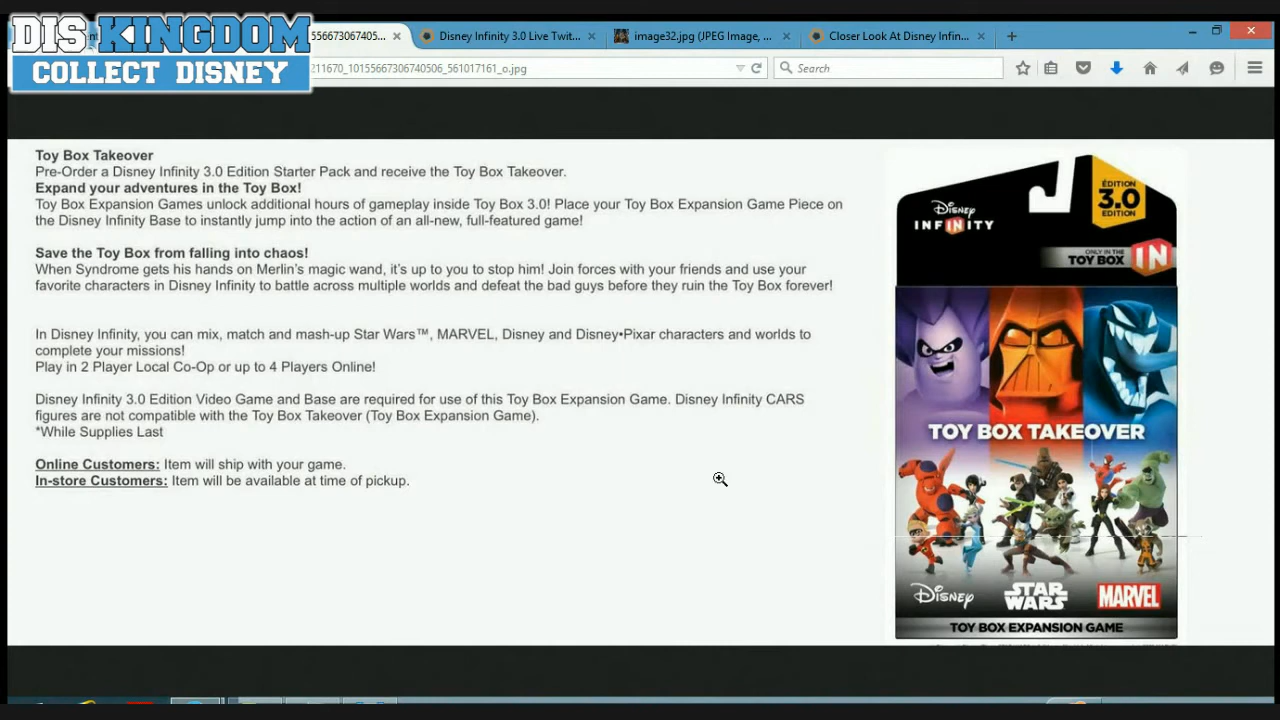 DIS KINGDOM
COLLECT DISNEY
556673067405...
Disney Infinity 3.0 Live Twit...
image32.jpg (JPEG Image, ...
Closer Look At Disney Infin...
211670_10155667306740506_561017161_o.jpg
Search
Toy Box Takeover
Pre-Order a Disney Infinity 3.0 Edition Starter Pack and receive the Toy Box Takeover.
Expand your adventures in the Toy Box!
Toy Box Expansion Games unlock additional hours of gameplay inside Toy Box 3.0! Place your Toy Box Expansion Game Piece on
the Disney Infinity Base to instantly jump into the action of an all-new, full-featured game!
Save the Toy Box from falling into chaos!
When Syndrome gets his hands on Merlin's magic wand, it's up to you to stop him! Join forces with your friends and use your
favorite characters in Disney Infinity to battle across multiple worlds and defeat the bad guys before they ruin the Toy Box forever!
In Disney Infinity, you can mix, match and mash-up Star Wars™, MARVEL, Disney and Disney•Pixar characters and worlds to
complete your missions!
Play in 2 Player Local Co-Op or up to 4 Players Online!
Disney Infinity 3.0 Edition Video Game and Base are required for use of this Toy Box Expansion Game. Disney Infinity CARS
figures are not compatible with the Toy Box Takeover (Toy Box Expansion Game).
*While Supplies Last
Online Customers: Item will ship with your game.
In-store Customers: Item will be available at time of pickup.
ÉDITION
3.0
EDITION
Disney
INFINITY
ONLY IN THE
TOY BOX
IN
TOY BOX TAKEOVER
Disney
STAR
WARS
MARVEL
TOY BOX EXPANSION GAME